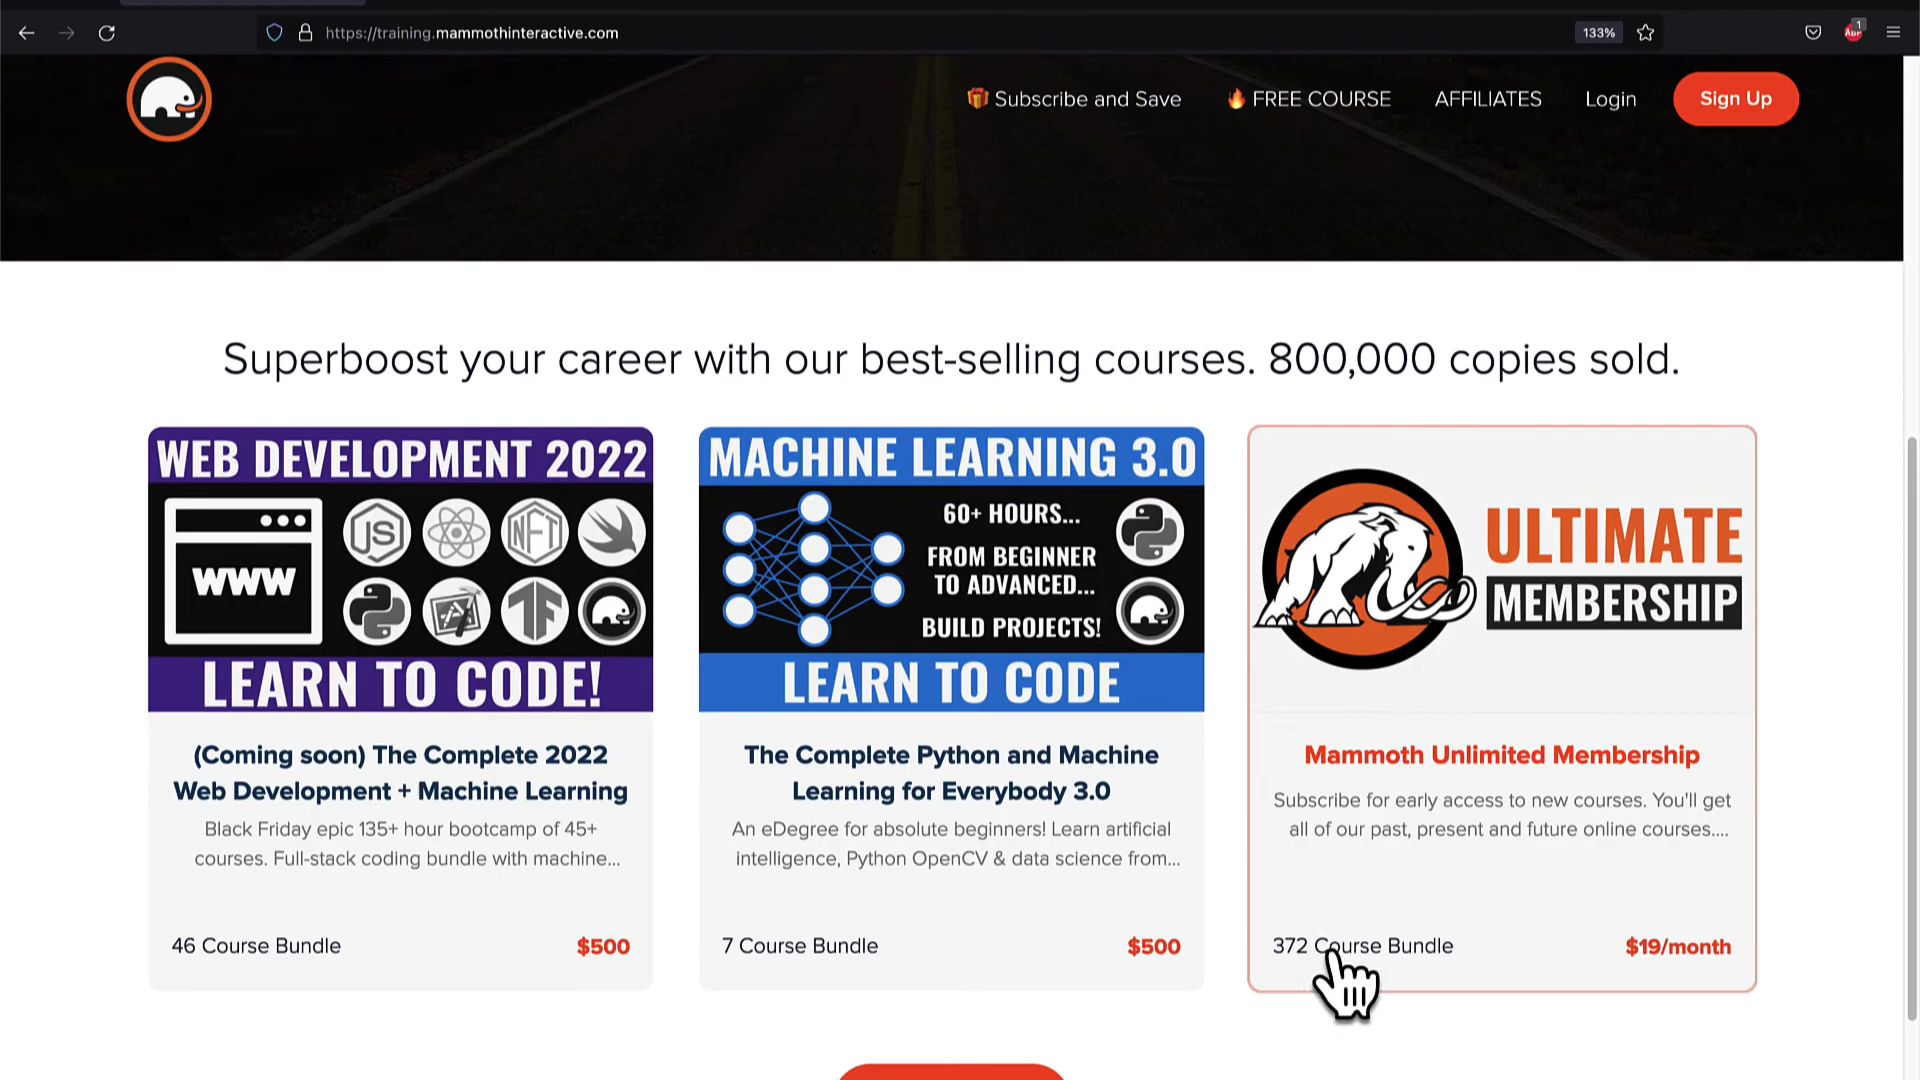 https://training.mammothinteractive.com
133%
1
ABP
Subscribe and Save
FREE COURSE
AFFILIATES
Login
Sign Up
Superboost your career with our best-selling courses. 800,000 copies sold.
WEB DEVELOPMENT 2022
WWW
JS
NFT
LEARN TO CODE!
(Coming soon) The Complete 2022
Web Development + Machine Learning
Black Friday epic 135+ hour bootcamp of 45+
courses. Full-stack coding bundle with machine...
46 Course Bundle
$500
MACHINE LEARNING 3.0
60+ HOURS...
FROM BEGINNER
TO ADVANCED...
BUILD PROJECTS!
LEARN TO CODE
The Complete Python and Machine
Learning for Everybody 3.0
An eDegree for absolute beginners! Learn artificial
intelligence, Python OpenCV & data science from...
7 Course Bundle
$500
ULTIMATE
MEMBERSHIP
Mammoth Unlimited Membership
Subscribe for early access to new courses. You'll get
all of our past, present and future online courses....
372 Course Bundle
$19/month